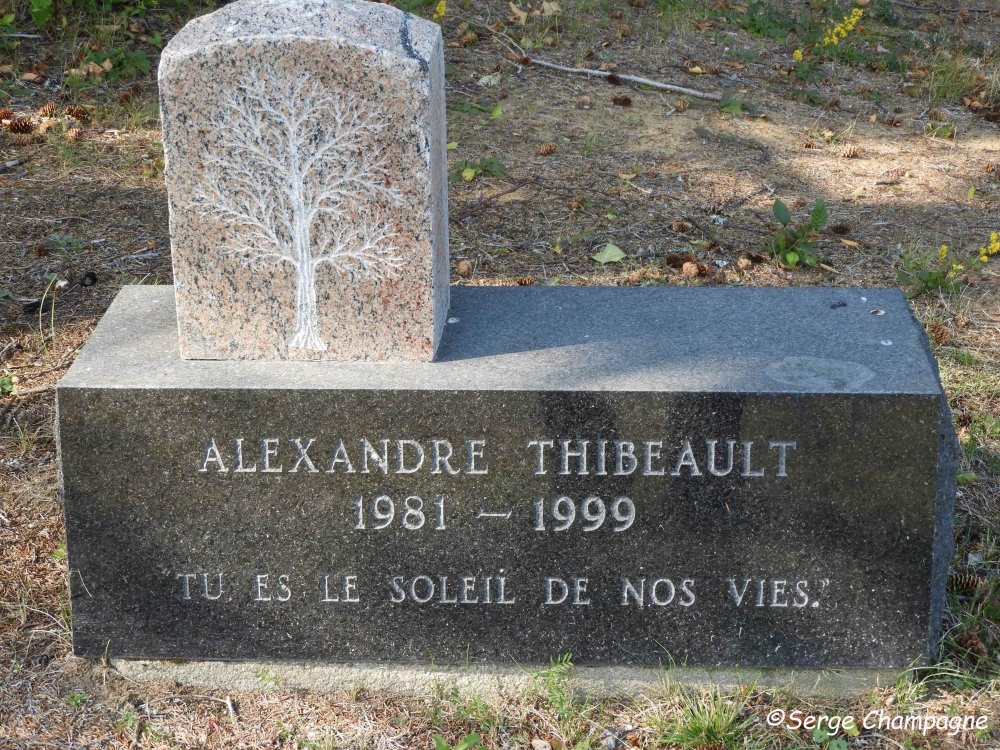 ALEXANDRE THIBEAULT
1981 — 1999
"TU ES LE SOLEIL DE NOS VIES."
©Serge Champagne